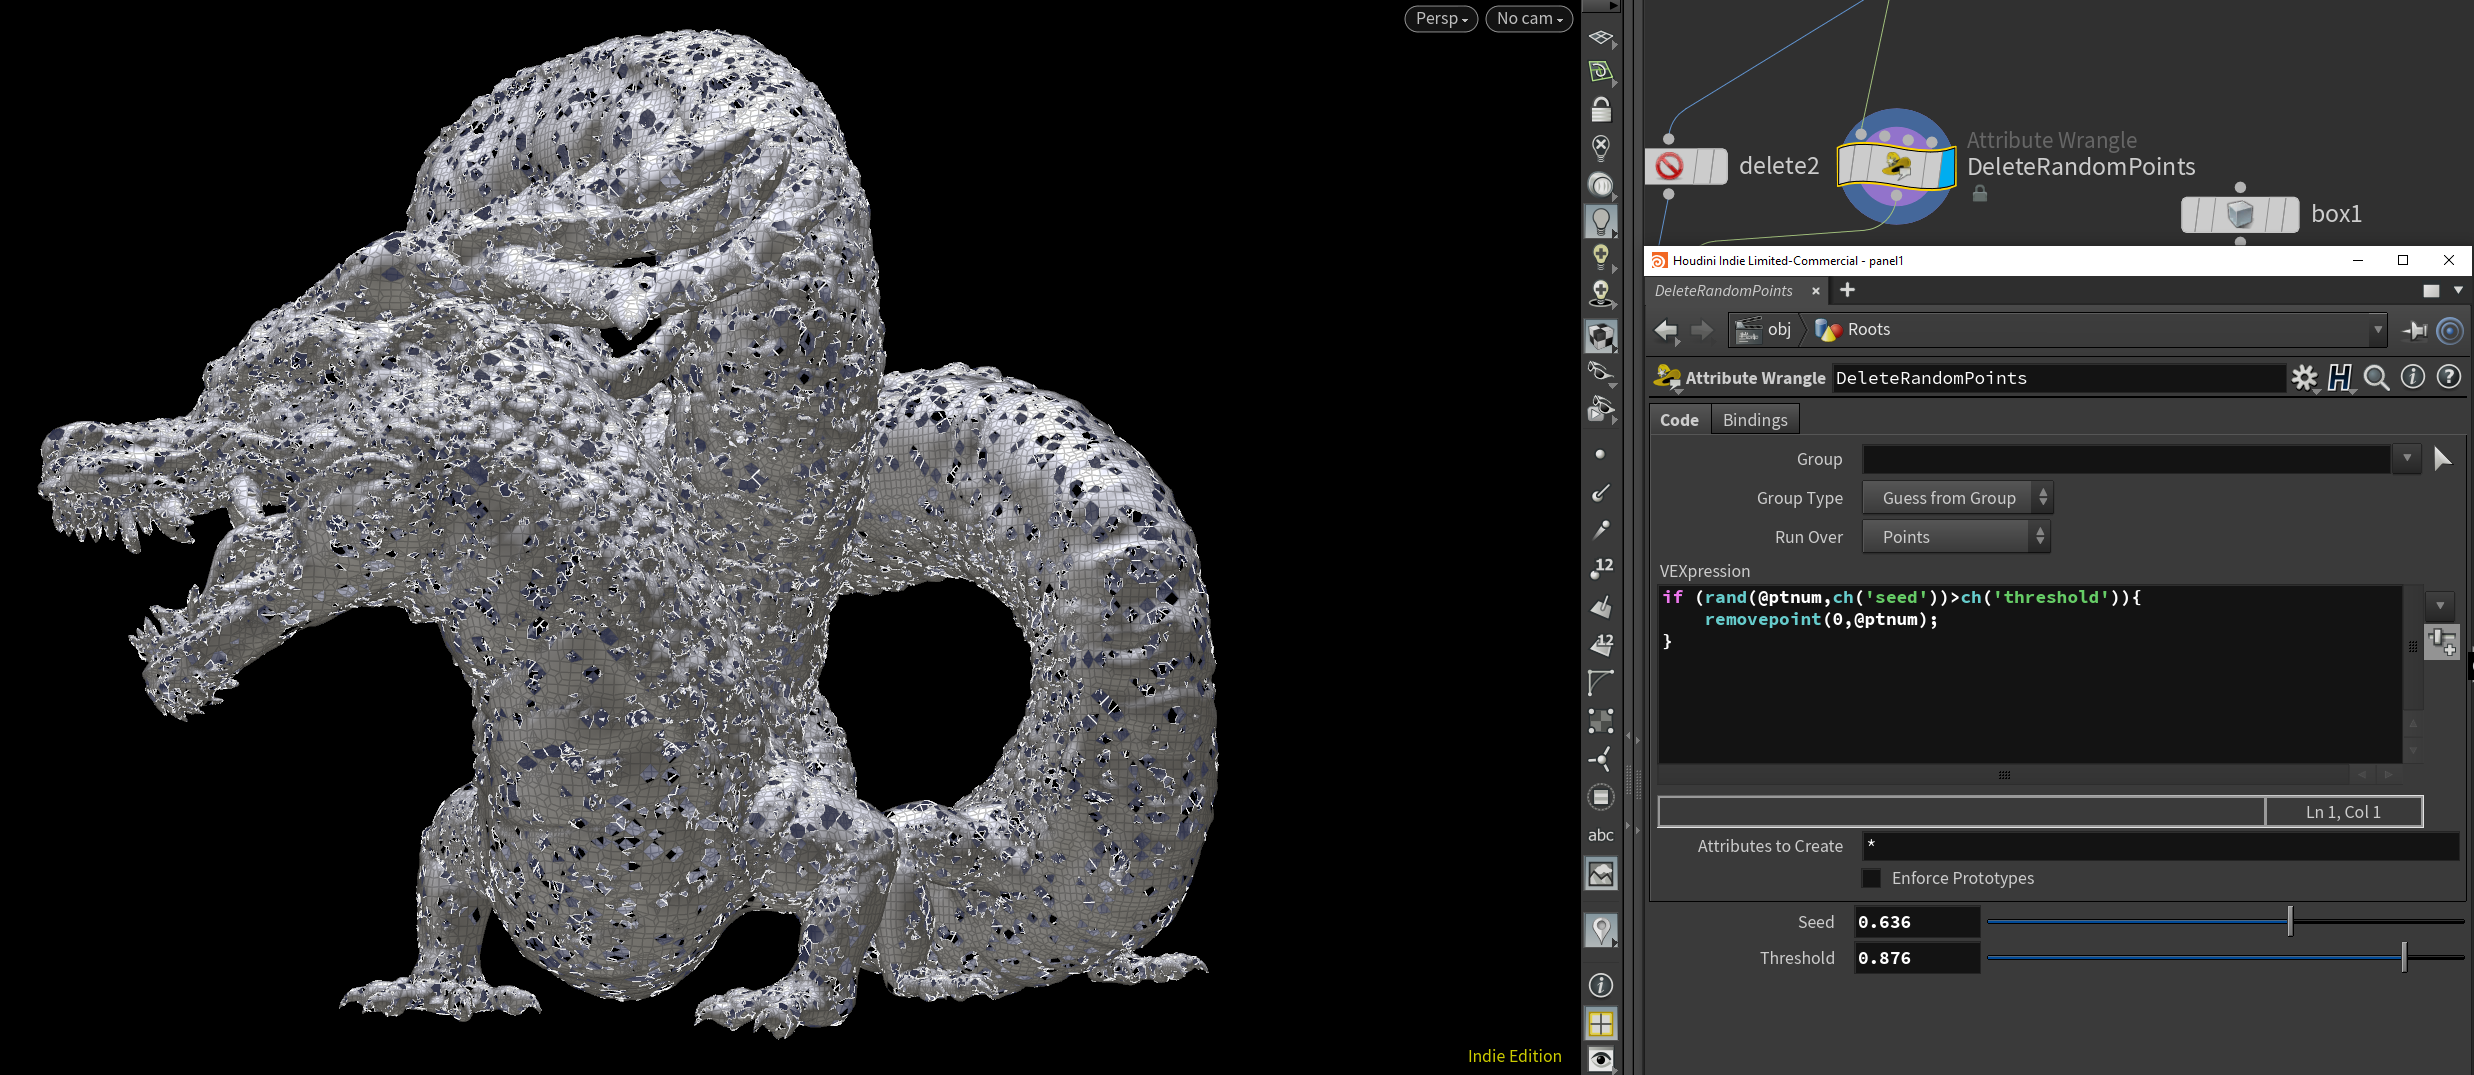 Persp
No cam
Indie Edition
12
12
abc
delete2
Attribute Wrangle
DeleteRandomPoints
box1
Houdini Indie Limited-Commercial - panel1
DeleteRandomPoints
obj
Roots
Attribute Wrangle
DeleteRandomPoints
Code
Bindings
Group
Group Type
Guess from Group
Run Over
Points
VEXpression
if (rand(@ptnum,ch('seed'))>ch('threshold')){
    removepoint(0,@ptnum);
}
Ln 1, Col 1
Attributes to Create
*
Enforce Prototypes
Seed
0.636
Threshold
0.876